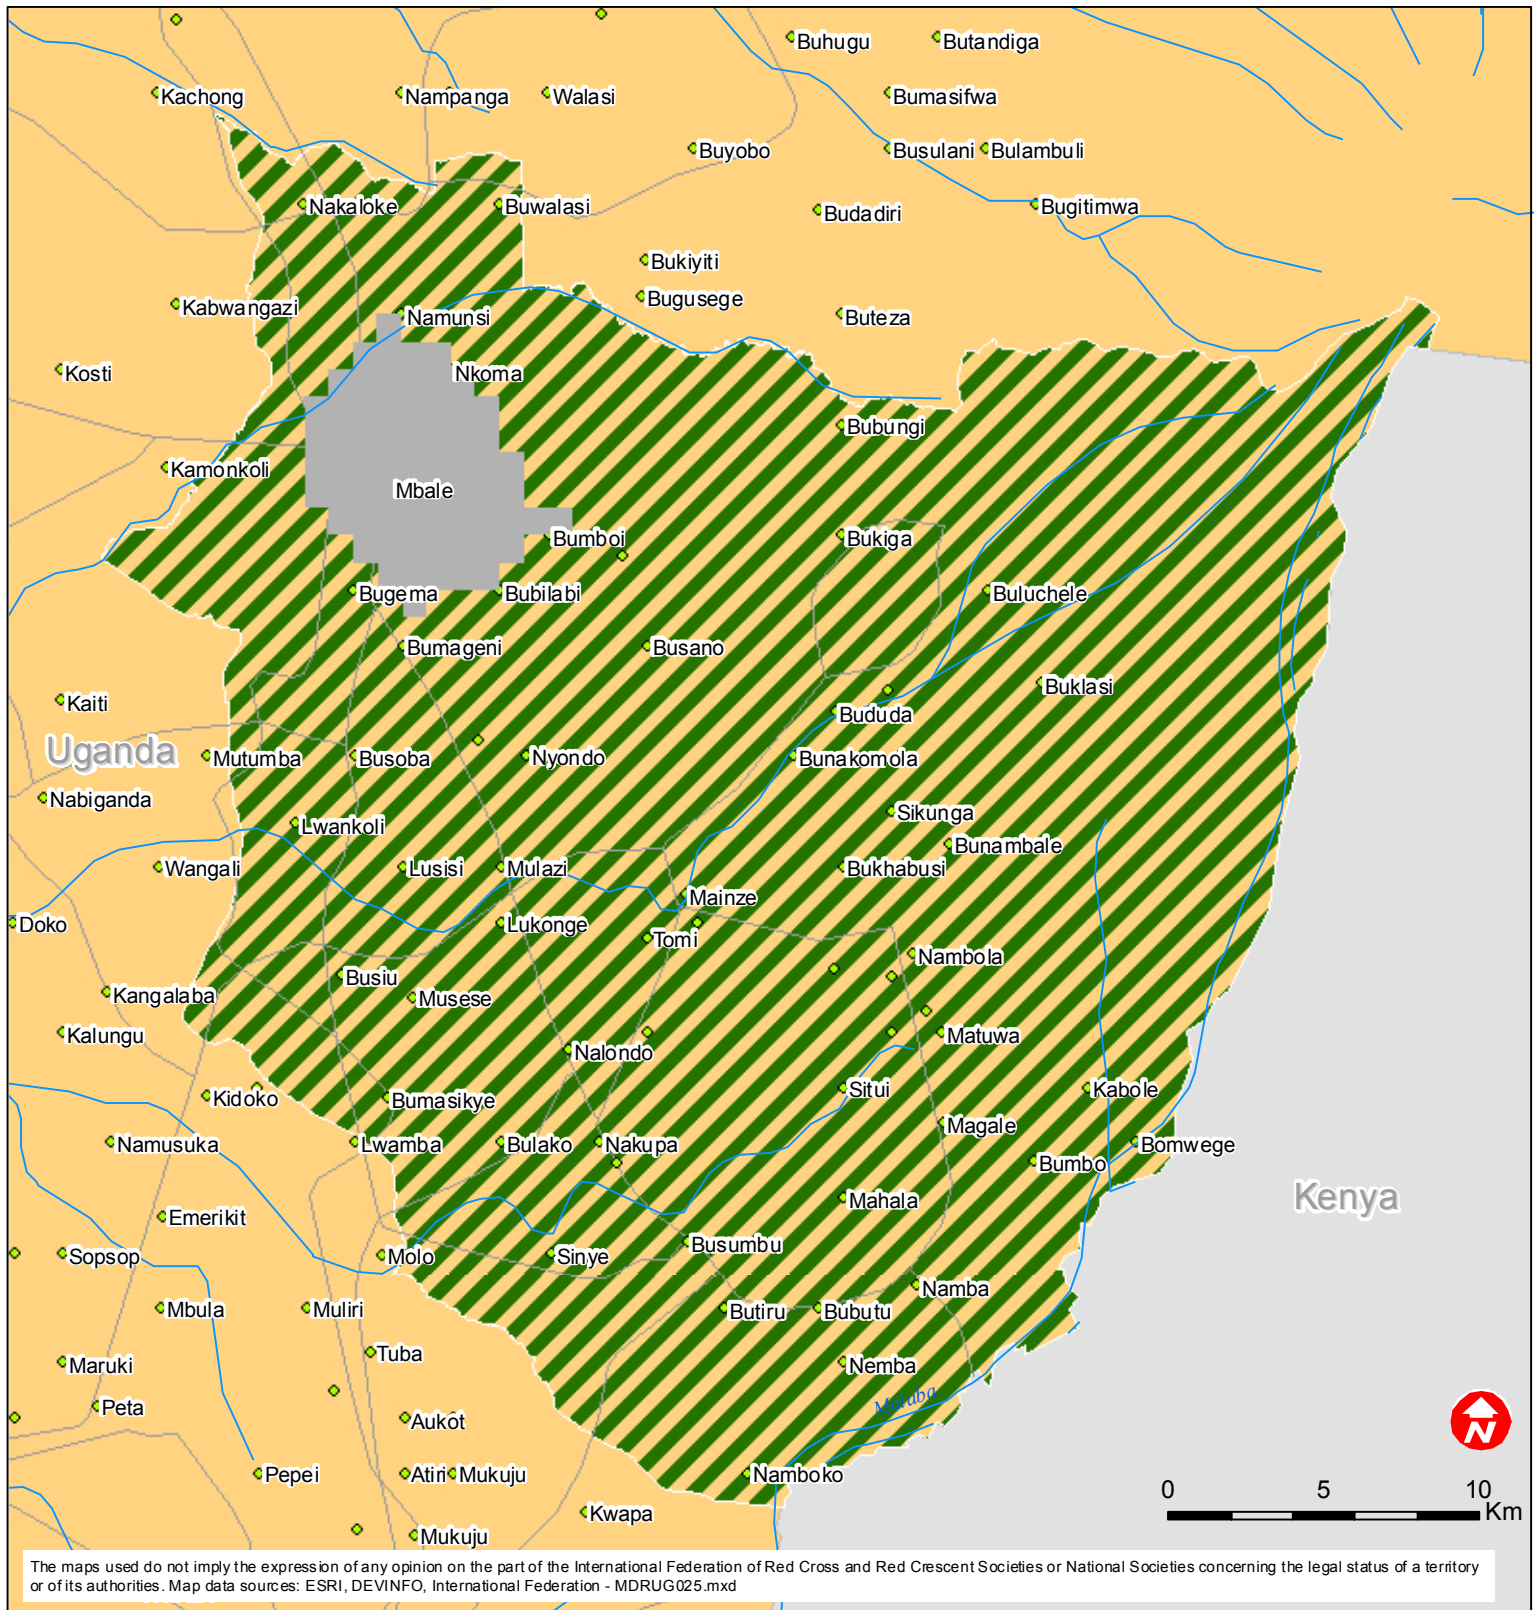 Buhugu
Butandiga
Kachong
Nampanga
Walasi
Bumasifwa
Buyobo
Busulani
Bulambuli
Nakaloke
Buwalasi
Budadiri
Bugitimwa
Bukiyiti
Bugusege
Kabwangazi
Namunsi
Buteza
Kosti
Nkoma
Bubungi
Kamonkoli
Mbale
Bumboi
Bukiga
Bugema
Bubilabi
Buluchele
Bumageni
Busano
Kaiti
Buklasi
Bududa
Uganda
Mutumba
Busoba
Nyondo
Bunakomola
Nabiganda
Sikunga
Lwankoli
Bunambale
Wangali
Lusisi
Mulazi
Bukhabusi
Mainze
Doko
Lukonge
Tomi
Nambola
Busiu
Kangalaba
Musese
Kalungu
Matuwa
Nalondo
Kidoko
Bumasikye
Situi
Kabole
Magale
Namusuka
Lwamba
Bulako
Nakupa
Bomwege
Bumbo
Kenya
Mahala
Emerikit
Sopsop
Molo
Sinye
Busumbu
Namba
Mbula
Muliri
Butiru
Bubutu
Tuba
Maruki
Nemba
Peta
Malaba
Aukot
Pepei
Atiri
Mukuju
Namboko
N
0 5 10
Km
Kwapa
Mukuju
The maps used do not imply the expression of any opinion on the part of the International Federation of Red Cross and Red Crescent Societies or National Societies concerning the legal status of a territory
or of its authorities. Map data sources: ESRI, DEVINFO, International Federation - MDRUG025.mxd